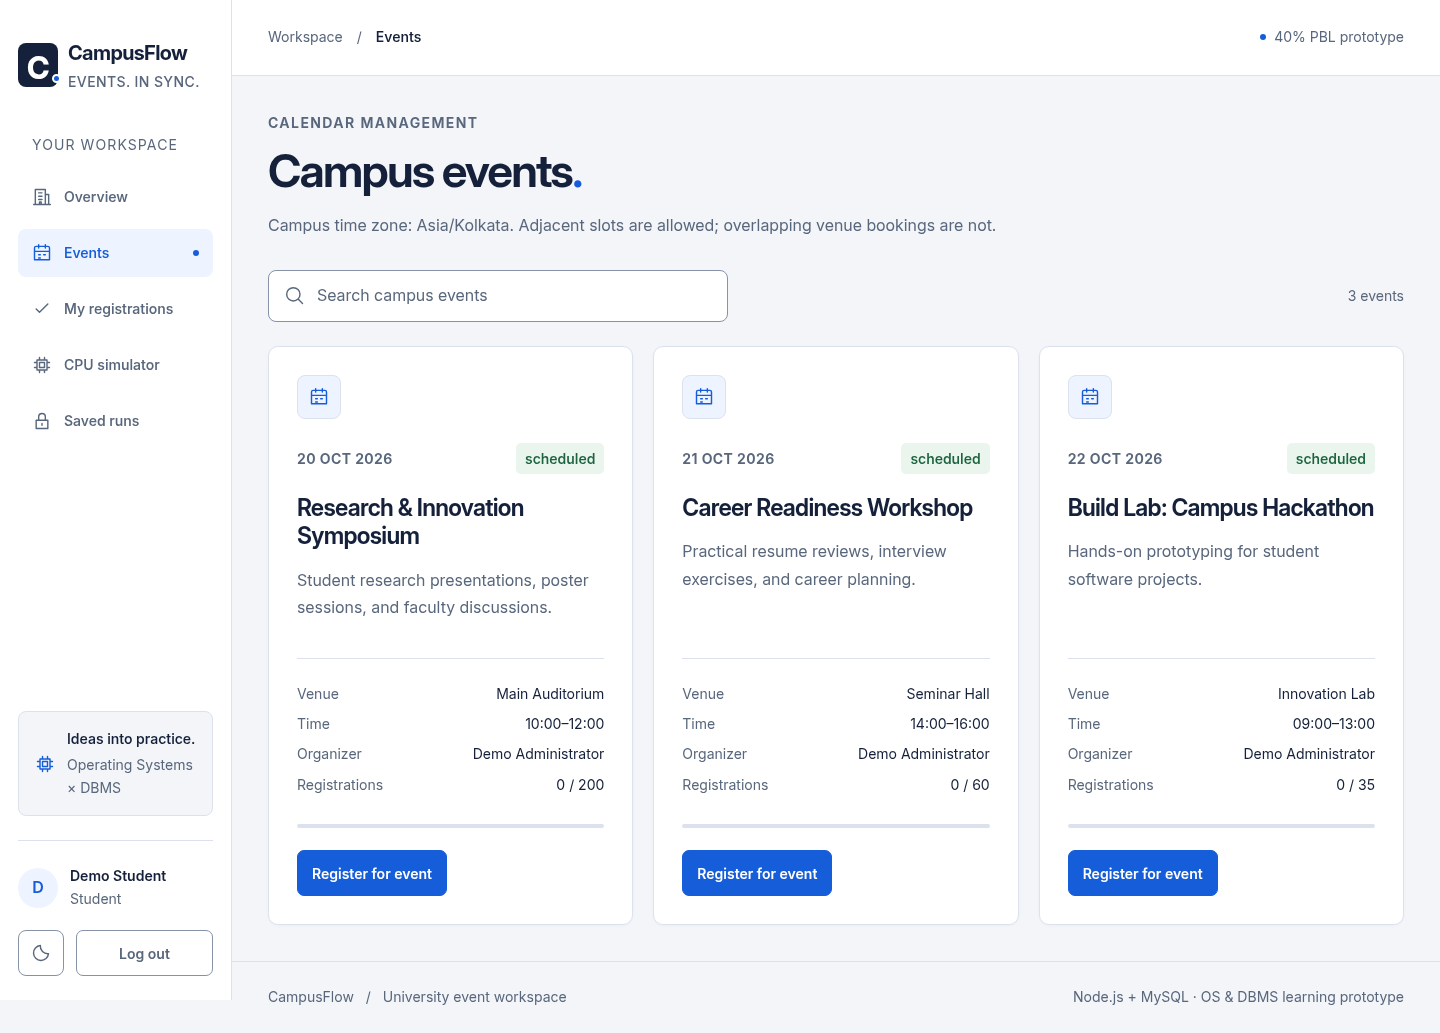 C
CampusFlow
EVENTS. IN SYNC.
YOUR WORKSPACE
Overview
Events
My registrations
CPU simulator
Saved runs
Ideas into practice.
Operating Systems
× DBMS
D
Demo Student
Student
Log out
Workspace / Events
40% PBL prototype
CALENDAR MANAGEMENT
Campus events.
Campus time zone: Asia/Kolkata. Adjacent slots are allowed; overlapping venue bookings are not.
Search campus events
3 events
20 OCT 2026
scheduled
Research & Innovation
Symposium
Student research presentations, poster
sessions, and faculty discussions.
Venue Main Auditorium
Time 10:00–12:00
Organizer Demo Administrator
Registrations 0 / 200
Register for event
21 OCT 2026
scheduled
Career Readiness Workshop
Practical resume reviews, interview
exercises, and career planning.
Venue Seminar Hall
Time 14:00–16:00
Organizer Demo Administrator
Registrations 0 / 60
Register for event
22 OCT 2026
scheduled
Build Lab: Campus Hackathon
Hands-on prototyping for student
software projects.
Venue Innovation Lab
Time 09:00–13:00
Organizer Demo Administrator
Registrations 0 / 35
Register for event
CampusFlow / University event workspace
Node.js + MySQL · OS & DBMS learning prototype